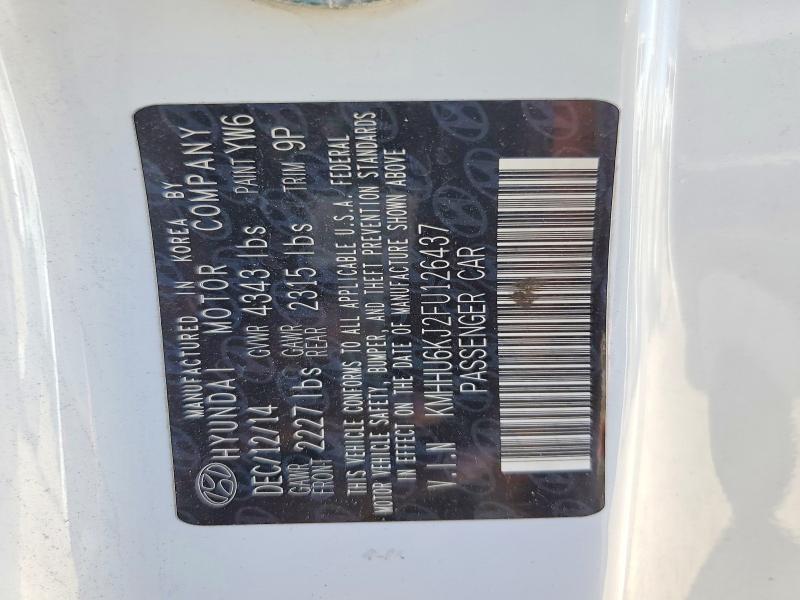 MANUFACTURED IN KOREA BY
HYUNDAI MOTOR COMPANY
DEC/12/14 GVWR 4343 lbs PAINT YW6
GAWR FRONT 2227 lbs GAWR REAR 2315 lbs TRIM 9P
THIS VEHICLE CONFORMS TO ALL APPLICABLE U.S.A. FEDERAL
MOTOR VEHICLE SAFETY, BUMPER, AND THEFT PREVENTION STANDARDS
IN EFFECT ON THE DATE OF MANUFACTURE SHOWN ABOVE
V.I.N KMHHU6KJ2FU126437
PASSENGER CAR